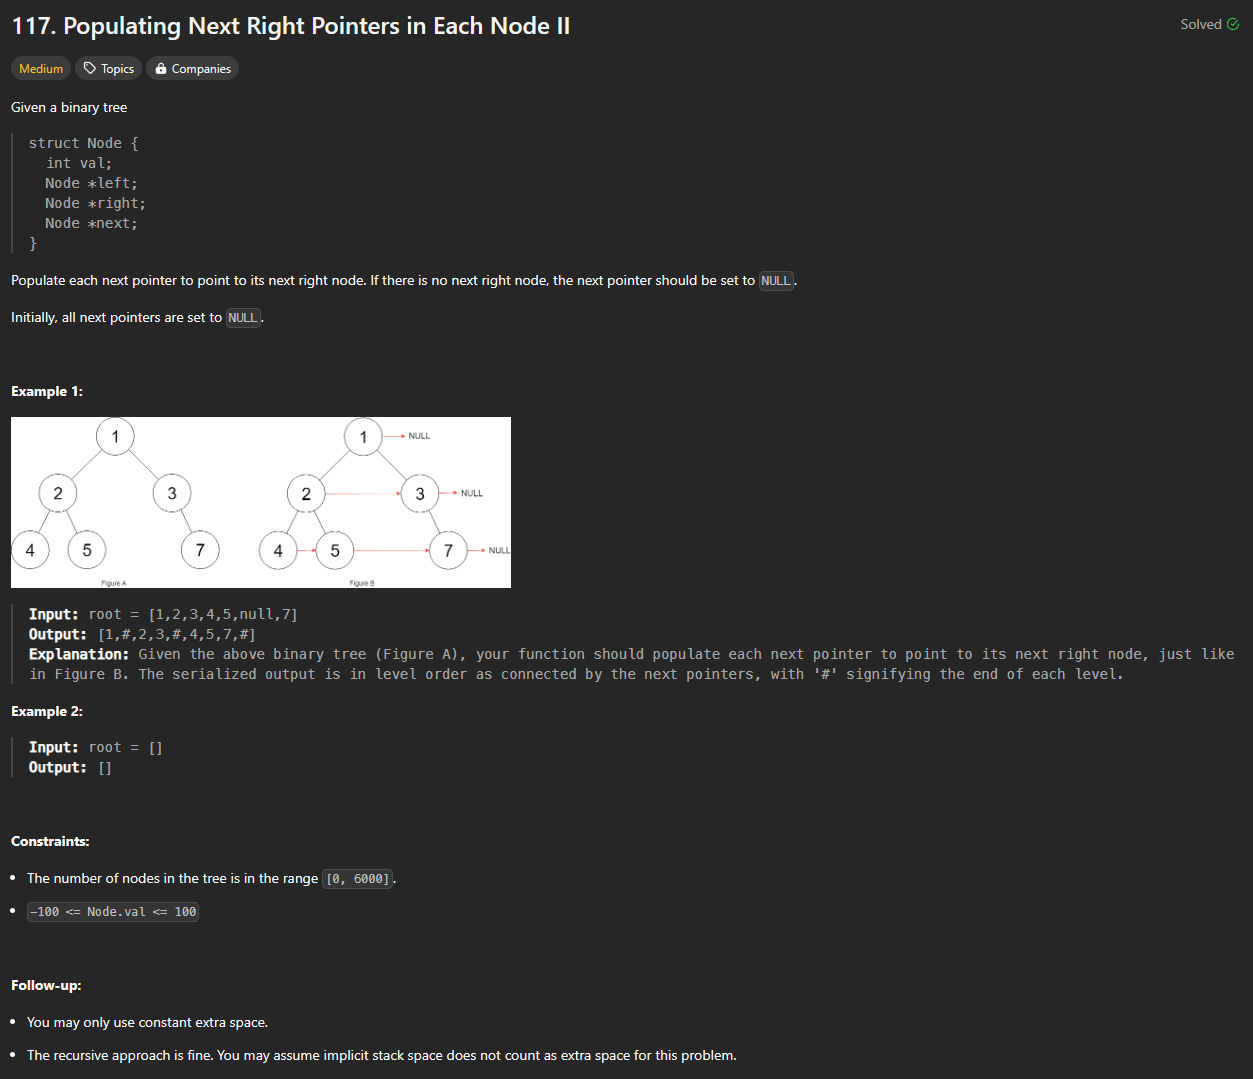 117. Populating Next Right Pointers in Each Node II
Solved
Medium Topics Companies
Given a binary tree
struct Node {
  int val;
  Node *left;
  Node *right;
  Node *next;
}
Populate each next pointer to point to its next right node. If there is no next right node, the next pointer should be set to NULL.
Initially, all next pointers are set to NULL.
Example 1:
1 1 NULL
2 3 2 3 NULL
4 5 7 4 5 7 NULL
Figure A Figure B
Input: root = [1,2,3,4,5,null,7]
Output: [1,#,2,3,#,4,5,7,#]
Explanation: Given the above binary tree (Figure A), your function should populate each next pointer to point to its next right node, just like
in Figure B. The serialized output is in level order as connected by the next pointers, with '#' signifying the end of each level.
Example 2:
Input: root = []
Output: []
Constraints:
• The number of nodes in the tree is in the range [0, 6000].
• -100 <= Node.val <= 100
Follow-up:
• You may only use constant extra space.
• The recursive approach is fine. You may assume implicit stack space does not count as extra space for this problem.